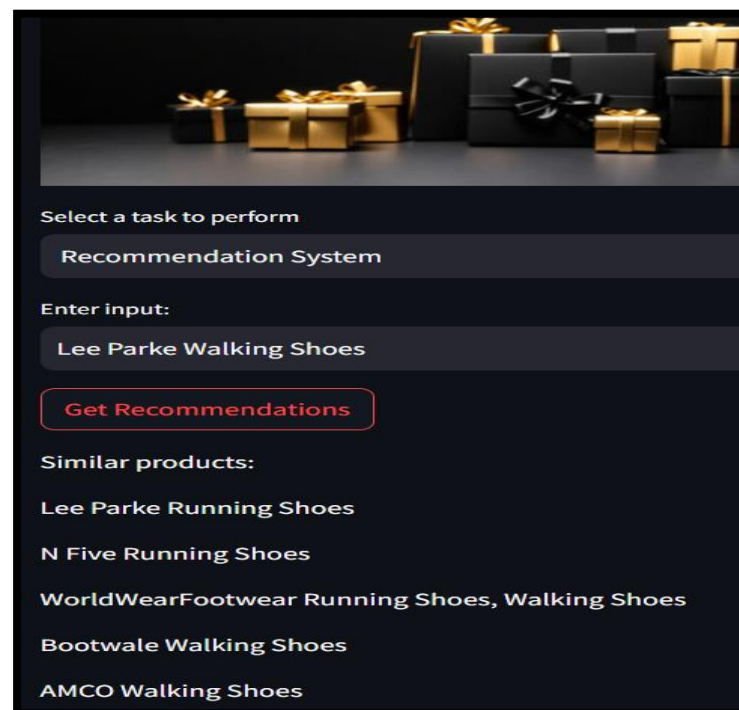 Select a task to perform
Recommendation System
Enter input:
Lee Parke Walking Shoes
Get Recommendations
Similar products:
Lee Parke Running Shoes
N Five Running Shoes
WorldWearFootwear Running Shoes, Walking Shoes
Bootwale Walking Shoes
AMCO Walking Shoes